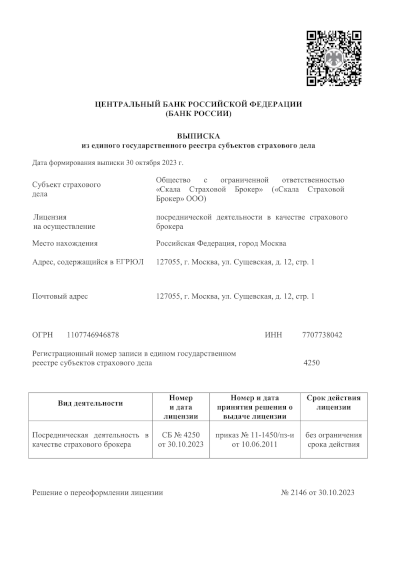 ЦЕНТРАЛЬНЫЙ БАНК РОССИЙСКОЙ ФЕДЕРАЦИИ
(БАНК РОССИИ)
ВЫПИСКА
из единого государственного реестра субъектов страхового дела
Дата формирования выписки 30 октября 2023 г.
Субъект страхового
дела
Общество с ограниченной ответственностью
«Скала Страховой Брокер» («Скала Страховой
Брокер» ООО)
Лицензия
на осуществление
посреднической деятельности в качестве страхового
брокера
Место нахождения
Российская Федерация, город Москва
Адрес, содержащийся в ЕГРЮЛ
127055, г. Москва, ул. Сущевская, д. 12, стр. 1
Почтовый адрес
127055, г. Москва, ул. Сущевская, д. 12, стр. 1
ОГРН 1107746946878 ИНН 7707738042
Регистрационный номер записи в едином государственном
реестре субъектов страхового дела 4250
Вид деятельности
Номер
и дата
лицензии
Номер и дата
принятия решения о
выдаче лицензии
Срок действия
лицензии
Посредническая деятельность в
качестве страхового брокера
СБ № 4250
от 30.10.2023
приказ № 11-1450/пз-и
от 10.06.2011
без ограничения
срока действия
Решение о переоформлении лицензии № 2146 от 30.10.2023